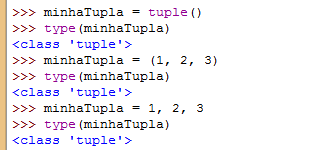 >>> minhaTupla = tuple()
>>> type(minhaTupla)
<class 'tuple'>
>>> minhaTupla = (1, 2, 3)
>>> type(minhaTupla)
<class 'tuple'>
>>> minhaTupla = 1, 2, 3
>>> type(minhaTupla)
<class 'tuple'>